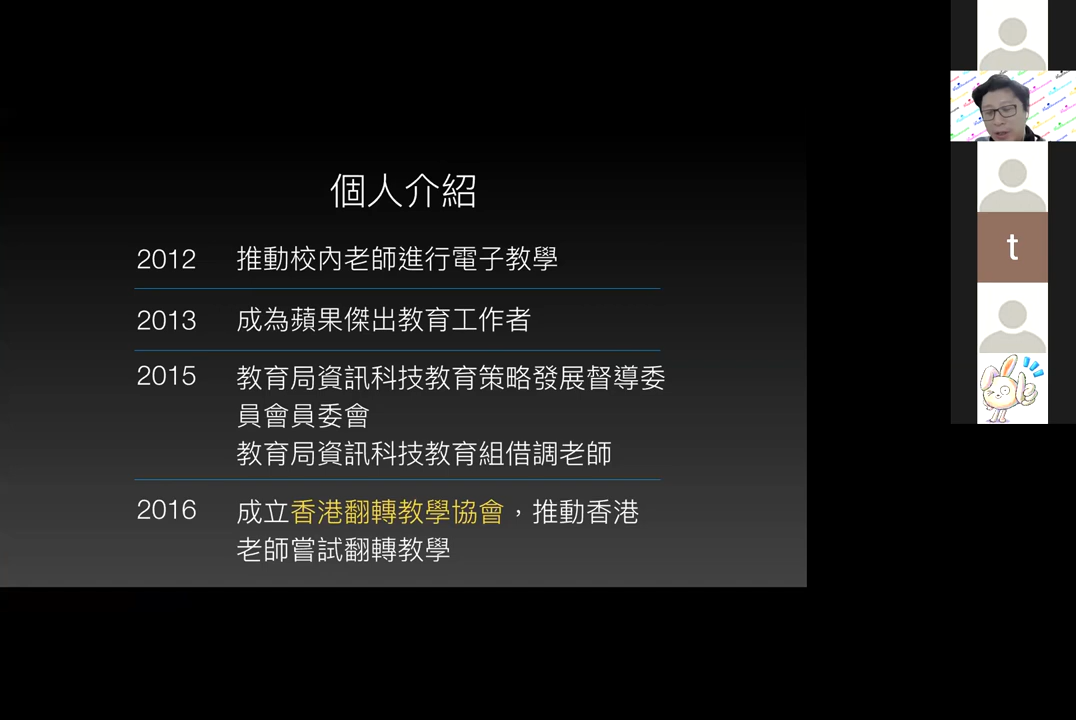 個人介紹
2012 推動校內老師進行電子教學
2013 成為蘋果傑出教育工作者
2015 教育局資訊科技教育策略發展督導委
員會員委會
教育局資訊科技教育組借調老師
2016 成立香港翻轉教學協會，推動香港
老師嘗試翻轉教學
t